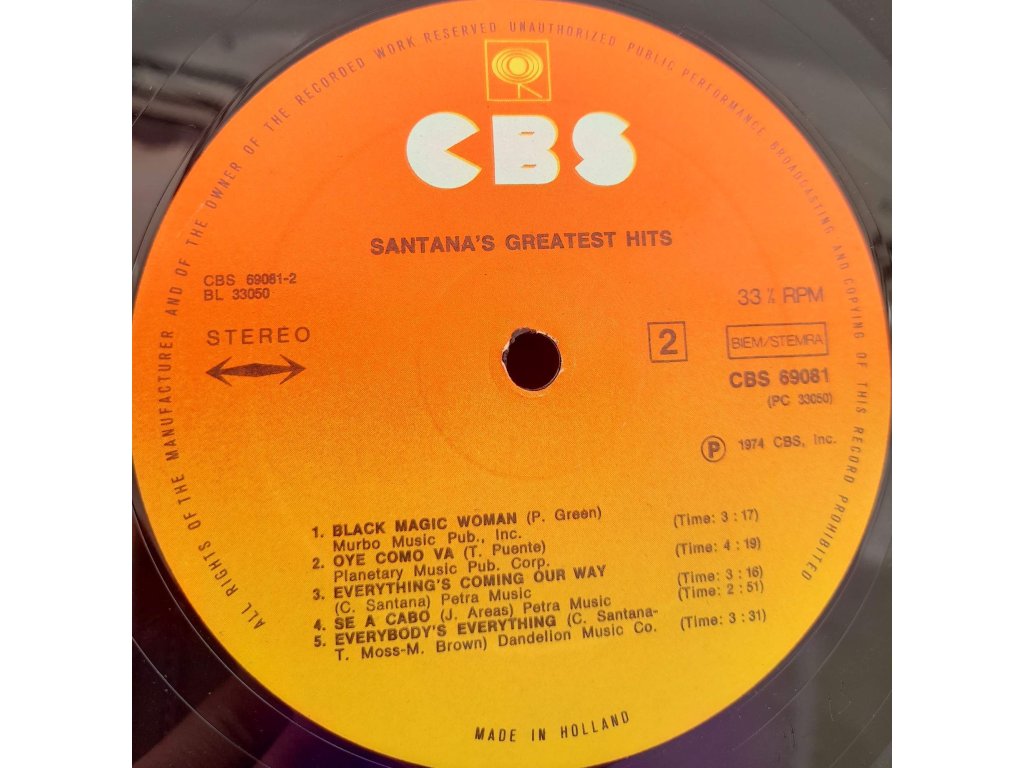 ALL RIGHTS OF THE MANUFACTURER AND OF THE OWNER OF THE RECORDED WORK RESERVED UNAUTHORIZED PUBLIC PERFORMANCE BROADCASTING AND COPYING OF THIS RECORD PROHIBITED
CBS
SANTANA'S GREATEST HITS
CBS 69081-2
BL 33050
STEREO
33⅓ RPM
2
BIEM/STEMRA
CBS 69081
(PC 33050)
℗ 1974 CBS, Inc.
1. BLACK MAGIC WOMAN (P. Green) (Time: 3 : 17)
Murbo Music Pub., Inc.
2. OYE COMO VA (T. Puente) (Time: 4 : 19)
Planetary Music Pub. Corp.
3. EVERYTHING'S COMING OUR WAY
(C. Santana) Petra Music (Time: 3 : 16)
4. SE A CABO (J. Areas) Petra Music (Time: 2 : 51)
5. EVERYBODY'S EVERYTHING (C. Santana-
T. Moss-M. Brown) Dandelion Music Co. (Time: 3 : 31)
MADE IN HOLLAND